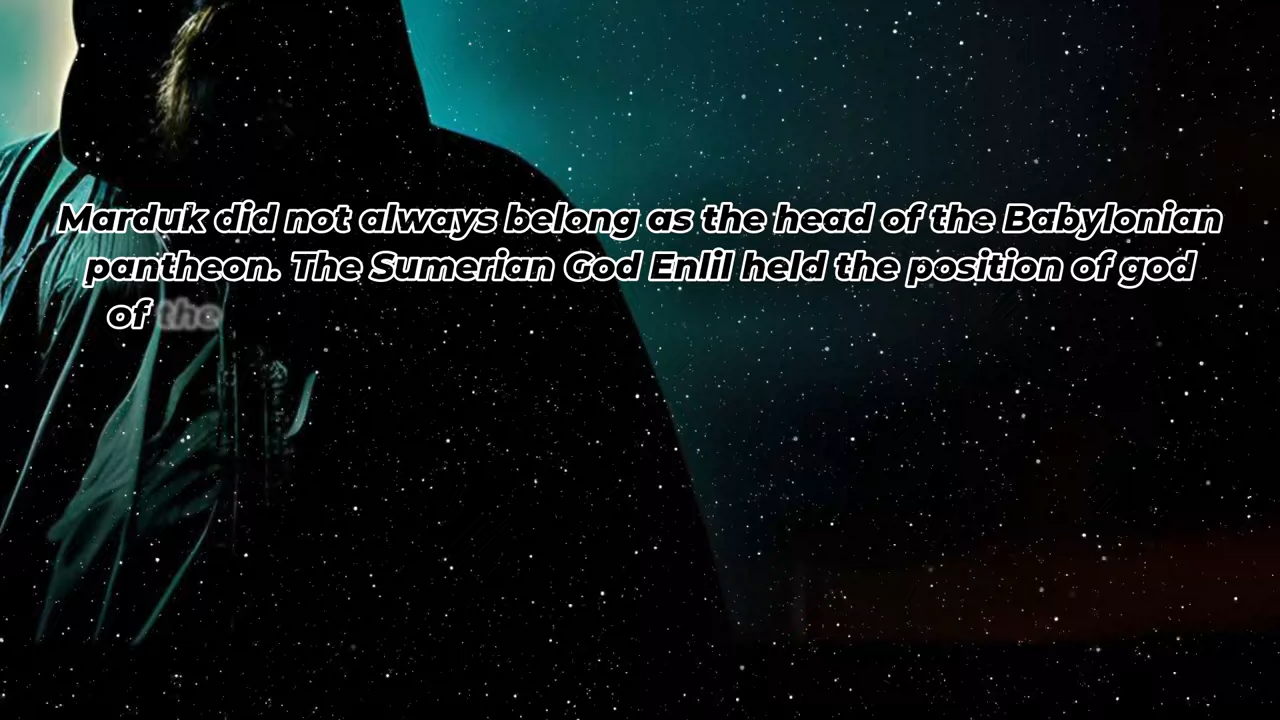 Marduk did not always belong as the head of the Babylonian
pantheon. The Sumerian God Enlil held the position of god
of the